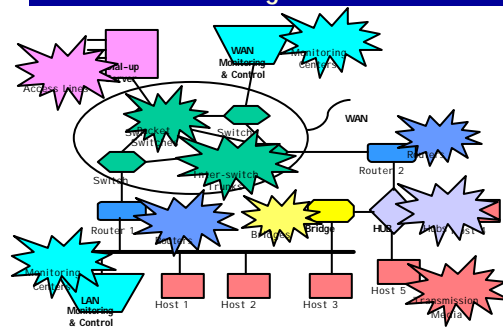 WAN
Monitoring
& Control
Monitoring
Centers
Access Lines
Switches
Switch
WAN
Inter-switch
Trunks
Switch
Routers
Router 2
Router 1
Routers
Bridges
Bridge
HUB
Hubs
Monitoring
Centers
LAN
Monitoring
& Control
Host 1
Host 2
Host 3
Host 5
Transmission
Media